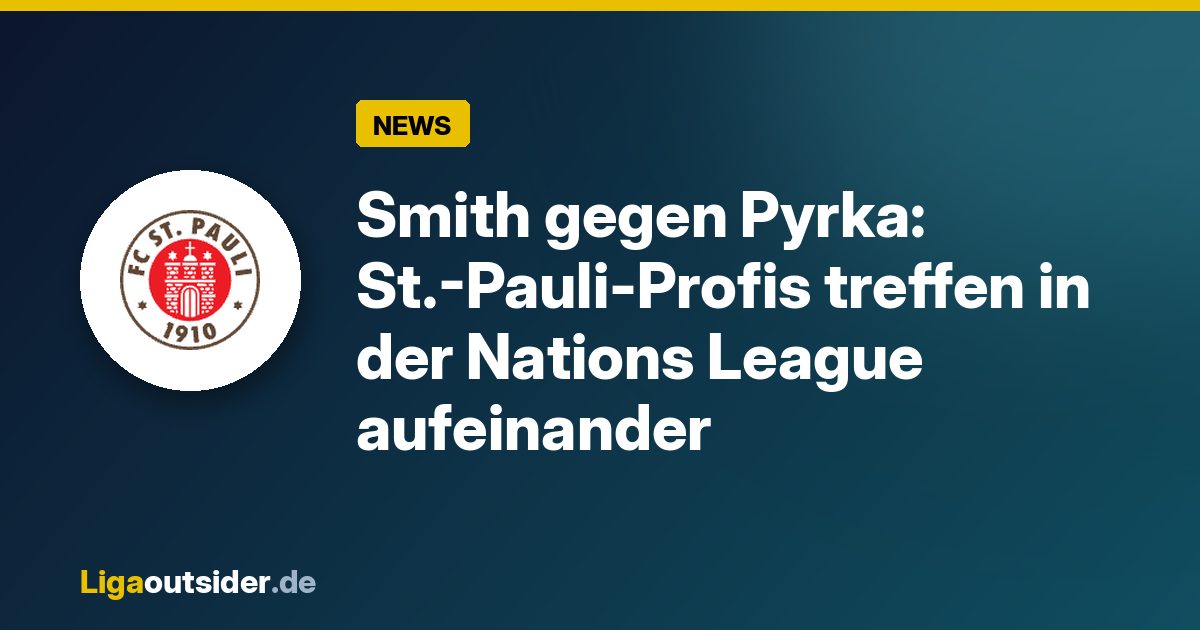 NEWS
Smith gegen Pyrka:
St.-Pauli-Profis treffen in
der Nations League
aufeinander
FC ST. PAULI
1910
Ligaoutsider.de